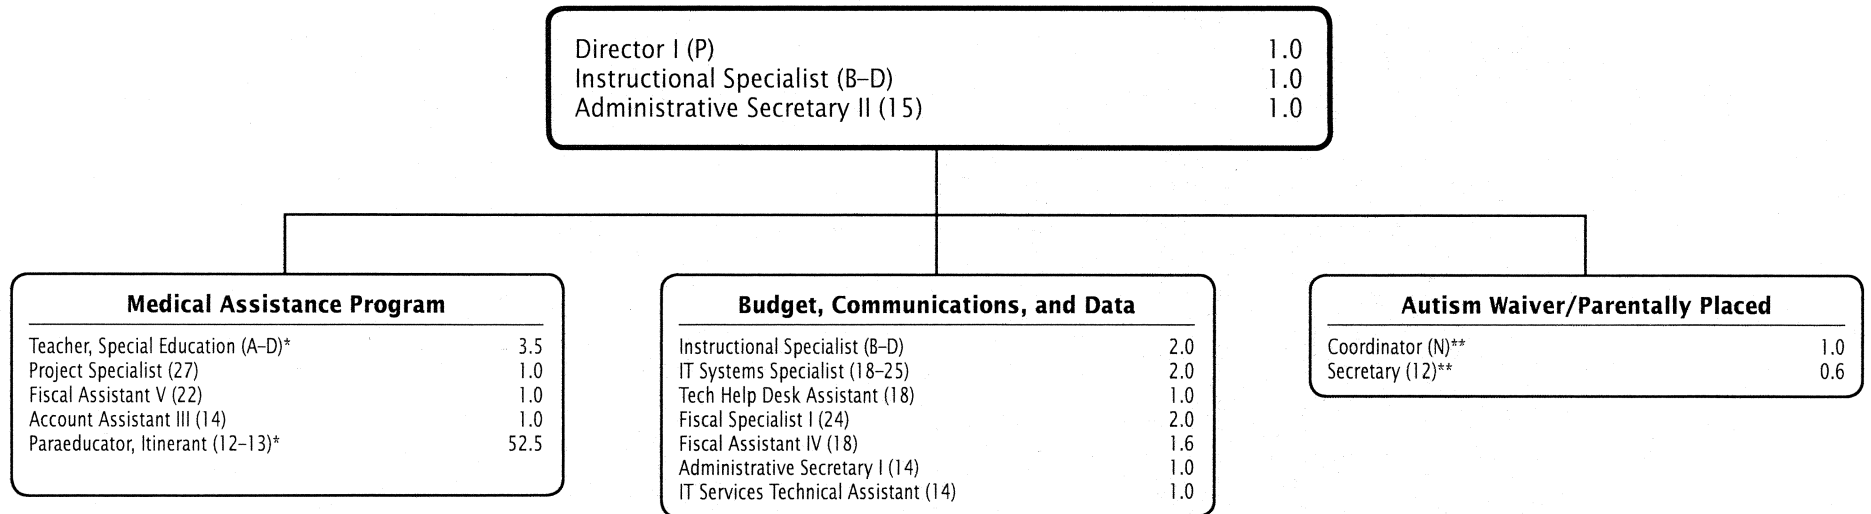 Director I (P) 1.0
Instructional Specialist (B–D) 1.0
Administrative Secretary II (15) 1.0
Medical Assistance Program
Teacher, Special Education (A–D)* 3.5
Project Specialist (27) 1.0
Fiscal Assistant V (22) 1.0
Account Assistant III (14) 1.0
Paraeducator, Itinerant (12–13)* 52.5
Budget, Communications, and Data
Instructional Specialist (B–D) 2.0
IT Systems Specialist (18–25) 2.0
Tech Help Desk Assistant (18) 1.0
Fiscal Specialist I (24) 2.0
Fiscal Assistant IV (18) 1.6
Administrative Secretary I (14) 1.0
IT Services Technical Assistant (14) 1.0
Autism Waiver/Parentally Placed
Coordinator (N)** 1.0
Secretary (12)** 0.6